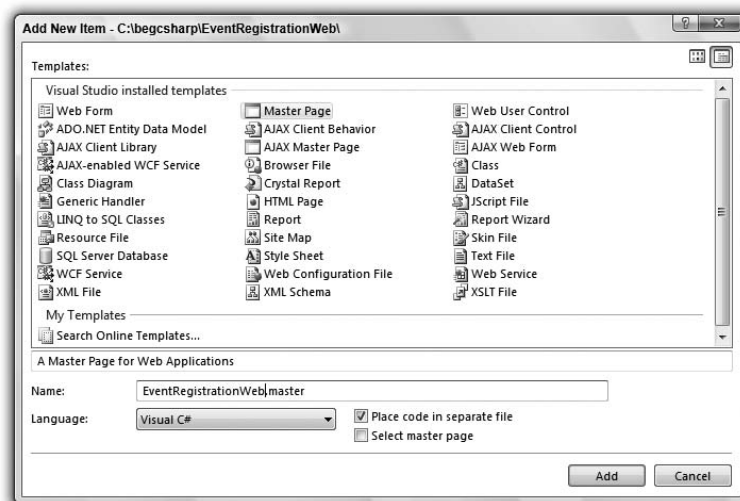 Add New Item - C:\begcsharp\EventRegistrationWeb\
Templates:
Visual Studio installed templates
Web Form
Master Page
Web User Control
ADO.NET Entity Data Model
AJAX Client Behavior
AJAX Client Control
AJAX Client Library
AJAX Master Page
AJAX Web Form
AJAX-enabled WCF Service
Browser File
Class
Class Diagram
Crystal Report
DataSet
Generic Handler
HTML Page
JScript File
LINQ to SQL Classes
Report
Report Wizard
Resource File
Site Map
Skin File
SQL Server Database
Style Sheet
Text File
WCF Service
Web Configuration File
Web Service
XML File
XML Schema
XSLT File
My Templates
Search Online Templates...
A Master Page for Web Applications
Name:
EventRegistrationWeb.master
Language:
Visual C#
Place code in separate file
Select master page
Add
Cancel